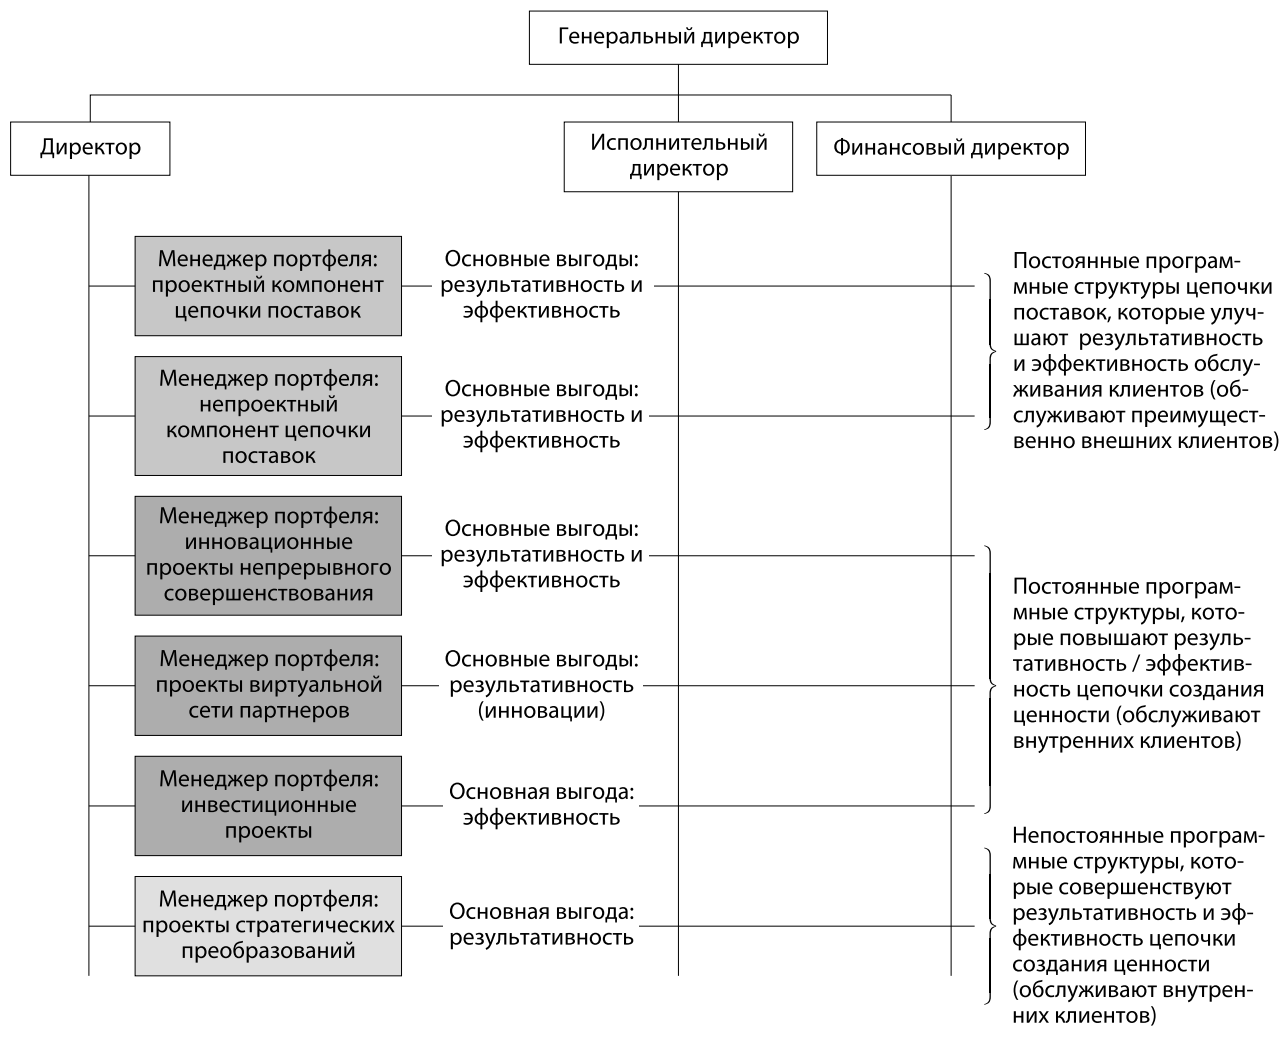 Генеральный директор
Директор
Исполнительный
директор
Финансовый директор
Менеджер портфеля:
проектный компонент
цепочки поставок
Основные выгоды:
результативность и
эффективность
Постоянные програм-
мные структуры цепочки
поставок, которые улуч-
шают результативность
и эффективность обслу-
живания клиентов (об-
служивают преимущест-
венно внешних клиентов)
Менеджер портфеля:
непроектный
компонент цепочки
поставок
Основные выгоды:
результативность и
эффективность
Менеджер портфеля:
инновационные
проекты непрерывного
совершенствования
Основные выгоды:
результативность и
эффективность
Постоянные програм-
мные структуры, кото-
рые повышают резуль-
тативность / эффектив-
ность цепочки создания
ценности (обслуживают
внутренних клиентов)
Менеджер портфеля:
проекты виртуальной
сети партнеров
Основные выгоды:
результативность
(инновации)
Менеджер портфеля:
инвестиционные
проекты
Основная выгода:
эффективность
Менеджер портфеля:
проекты стратегических
преобразований
Основная выгода:
результативность
Непостоянные програм-
мные структуры, кото-
рые совершенствуют
результативность и эф-
фективность цепочки
создания ценности
(обслуживают внутрен-
них клиентов)